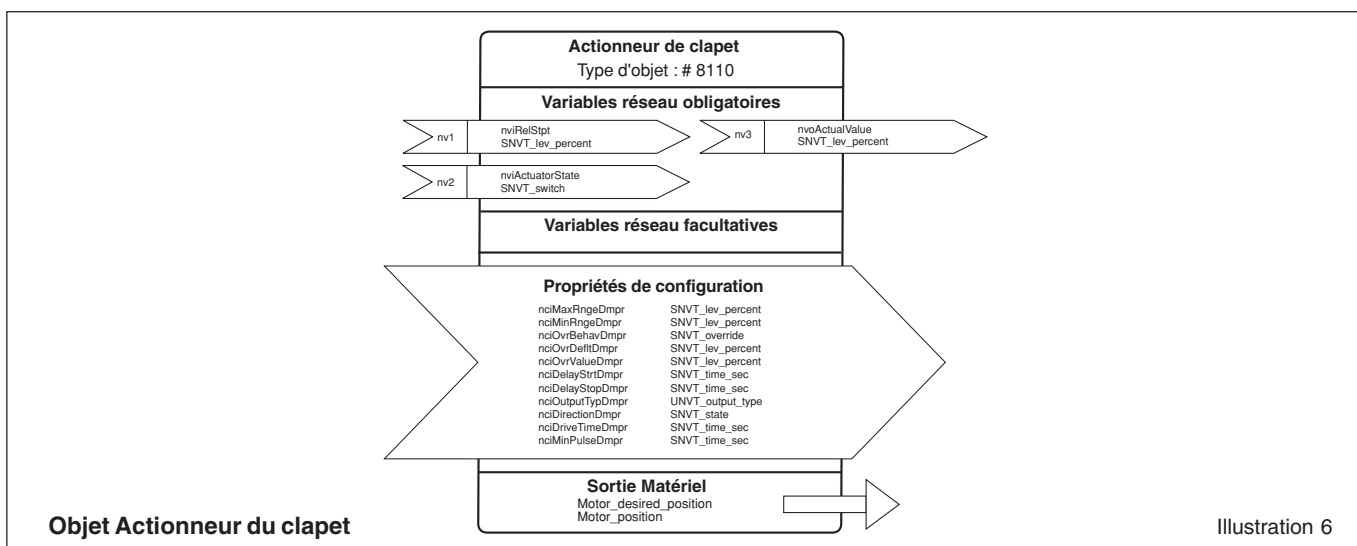 Actionneur de clapet
Type d'objet : # 8110
Variables réseau obligatoires
nv1 nviRelStpt SNVT_lev_percent
nv3 nvoActualValue SNVT_lev_percent
nv2 nviActuatorState SNVT_switch
Variables réseau facultatives
Propriétés de configuration
nciMaxRngeDmpr SNVT_lev_percent
nciMinRngeDmpr SNVT_lev_percent
nciOvrBehavDmpr SNVT_override
nciOvrDefltDmpr SNVT_lev_percent
nciOvrValueDmpr SNVT_lev_percent
nciDelayStrtDmpr SNVT_time_sec
nciDelayStopDmpr SNVT_time_sec
nciOutputTypDmpr UNVT_output_type
nciDirectionDmpr SNVT_state
nciDriveTimeDmpr SNVT_time_sec
nciMinPulseDmpr SNVT_time_sec
Sortie Matériel
Motor_desired_position
Motor_position
Objet Actionneur du clapet
Illustration 6